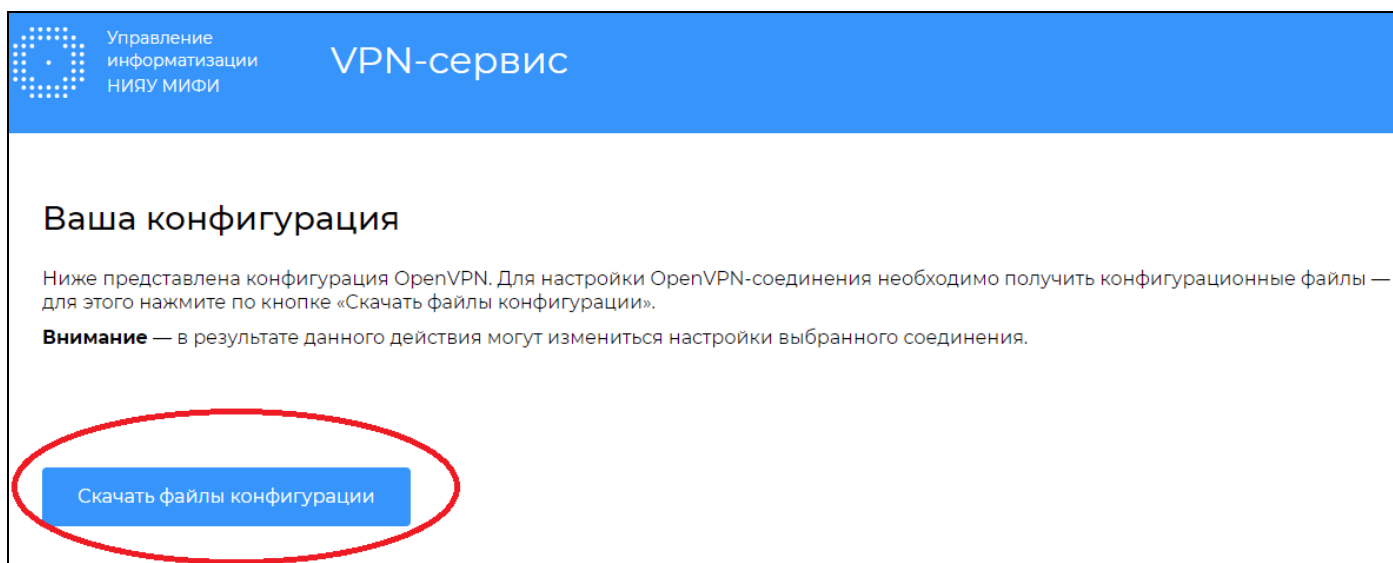 Управление
информатизации
НИЯУ МИФИ
VPN-сервис
Ваша конфигурация
Ниже представлена конфигурация OpenVPN. Для настройки OpenVPN-соединения необходимо получить конфигурационные файлы —
для этого нажмите по кнопке «Скачать файлы конфигурации».
Внимание — в результате данного действия могут измениться настройки выбранного соединения.
Скачать файлы конфигурации